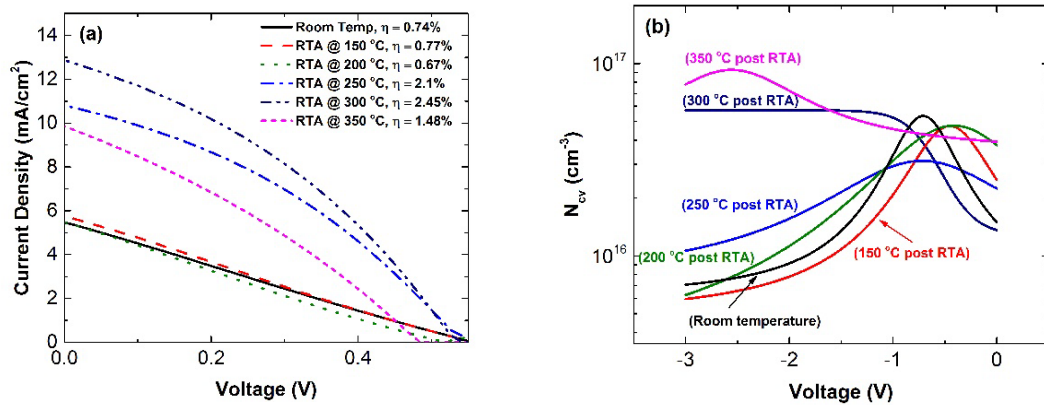 (a)
Room Temp, η = 0.74%
RTA @ 150 °C, η = 0.77%
RTA @ 200 °C, η = 0.67%
RTA @ 250 °C, η = 2.1%
RTA @ 300 °C, η = 2.45%
RTA @ 350 °C, η = 1.48%
Current Density (mA/cm²)
14
12
10
8
6
4
2
0
0.0
0.2
0.4
Voltage (V)
(b)
(350 °C post RTA)
(300 °C post RTA)
(250 °C post RTA)
(200 °C post RTA)
(150 °C post RTA)
(Room temperature)
N_cv (cm⁻³)
10¹⁷
10¹⁶
-3
-2
-1
0
Voltage (V)